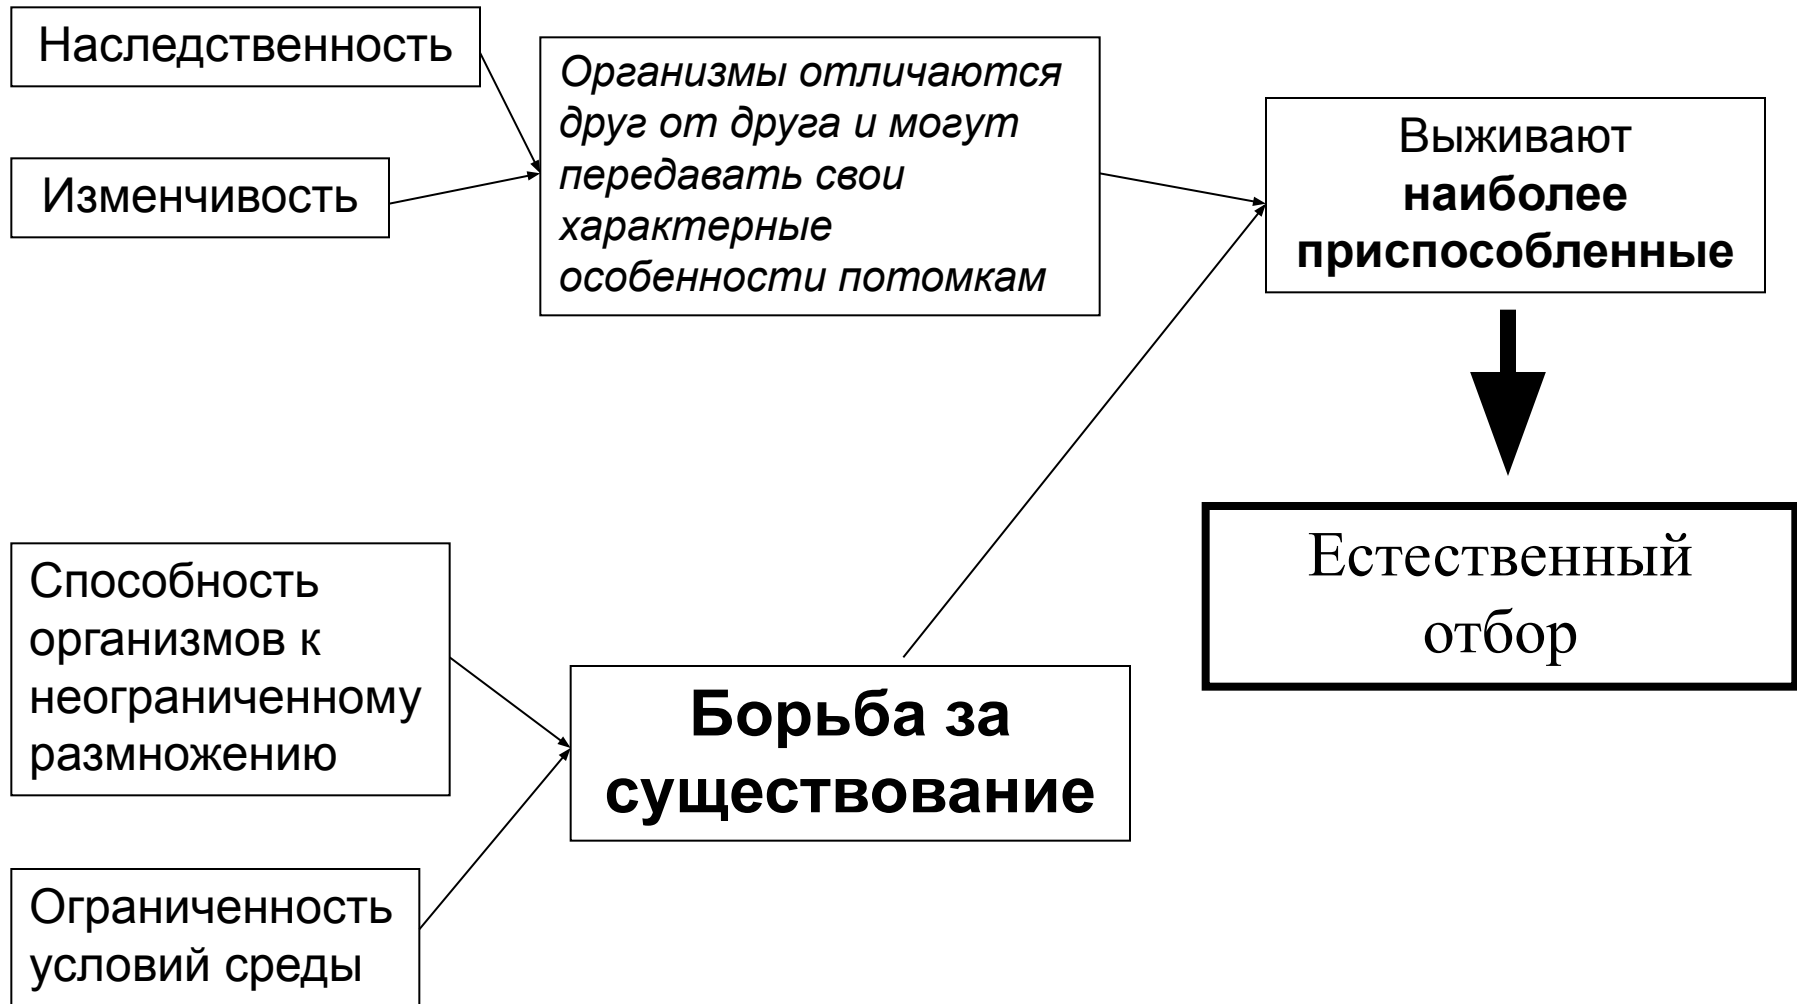 Наследственность
Изменчивость
Организмы отличаются
друг от друга и могут
передавать свои
характерные
особенности потомкам
Выживают
наиболее
приспособленные
Естественный
отбор
Способность
организмов к
неограниченному
размножению
Борьба за
существование
Ограниченность
условий среды